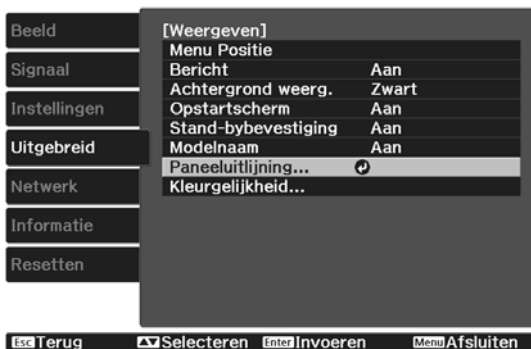 Beeld
Signaal
Instellingen
Uitgebreid
Netwerk
Informatie
Resetten
[Weergeven]
Menu Positie
Bericht Aan
Achtergrond weerg. Zwart
Opstartscherm Aan
Stand-bybevestiging Aan
Modelnaam Aan
Paneeluitlijning...
Kleurgelijkheid...
Esc Terug Selecteren Enter Invoeren Menu Afsluiten